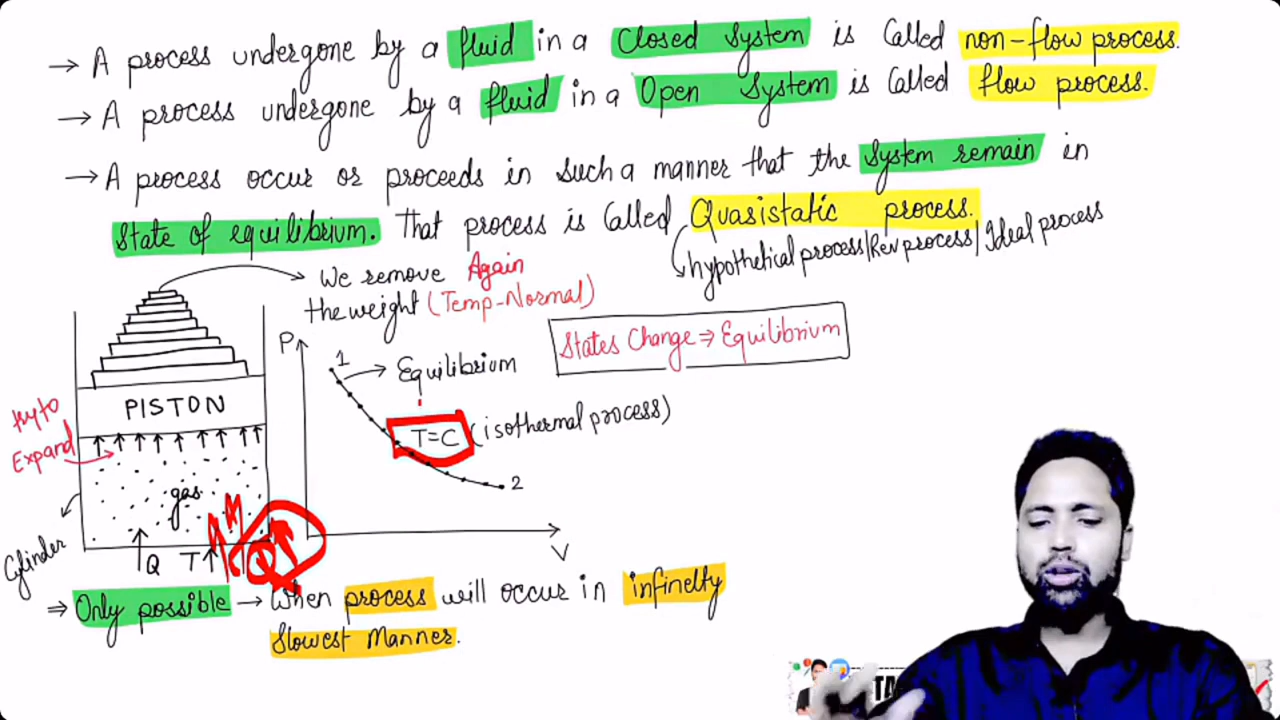 → A process undergone by a fluid in a Closed System is Called non-flow process.
→ A process undergone by a fluid in a Open System is Called flow process.
→ A process occur or proceeds in such a manner that the System remain in
State of equilibrium. That process is Called Quasistatic process.
hypothetical process/Rev process/Ideal process
We remove Again
the weight (Temp-Normal)
States Change ⇒ Equilibrium
P
1
Equilibrium
PISTON
try to
Expand
T=C (isothermal process)
gas
2
Cylinder
Q T
Q
V
⇒ Only possible → When process will occur in infinelty
Slowest Manner.